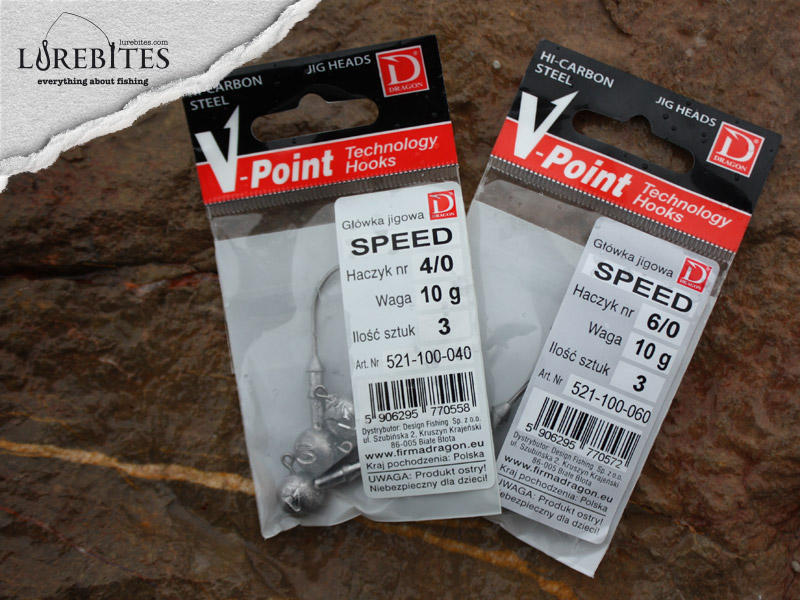 lurebites.com
LUREBITES
everything about fishing
HI-CARBON
STEEL
JIG HEADS
D
DRAGON
V-Point Technology
Hooks
Główka jigowa
D
DRAGON
SPEED
Haczyk nr 4/0
Waga 10 g
Ilość sztuk 3
Art. Nr 521-100-040
5 906295 770558
Dystrybutor: Design Fishing Sp. z o.o.
ul. Szubińska 2, Kruszyn Krajeński
86-005 Białe Błota
www.firmadragon.eu
Kraj pochodzenia: Polska
UWAGA: Produkt ostry!
Niebezpieczny dla dzieci!
HI-CARBON
STEEL
JIG HEADS
D
DRAGON
V-Point Technology
Hooks
Główka jigowa
D
DRAGON
SPEED
Haczyk nr 6/0
Waga 10 g
Ilość sztuk 3
Art. Nr 521-100-060
5 906295 770572
Dystrybutor: Design Fishing Sp. z o.o.
ul. Szubińska 2, Kruszyn Krajeński
86-005 Białe Błota
www.firmadragon.eu
Kraj pochodzenia: Polska
UWAGA: Produkt ostry!
Niebezpieczny dla dzieci!